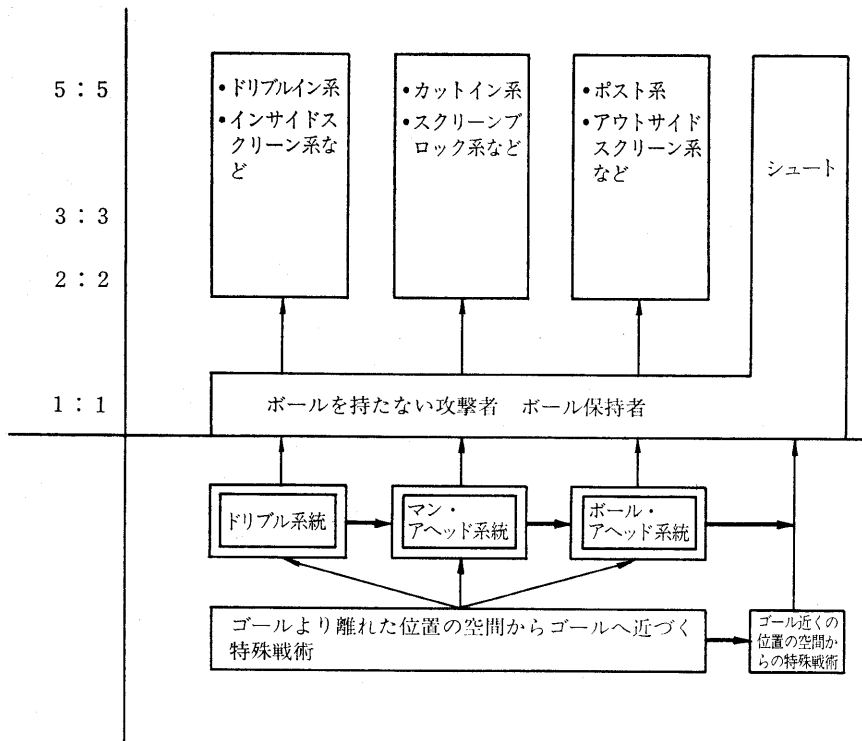 5：5
・ドリブルイン系
・インサイドス
クリーン系な
ど
・カットイン系
・スクリーンブ
ロック系など
・ポスト系
・アウトサイド
スクリーン系
など
シュート
3：3
2：2
1：1
ボールを持たない攻撃者　ボール保持者
ドリブル系統
マン・
アヘッド系統
ボール・
アヘッド系統
ゴールより離れた位置の空間からゴールへ近づく
特殊戦術
ゴール近くの
位置の空間か
らの特殊戦術